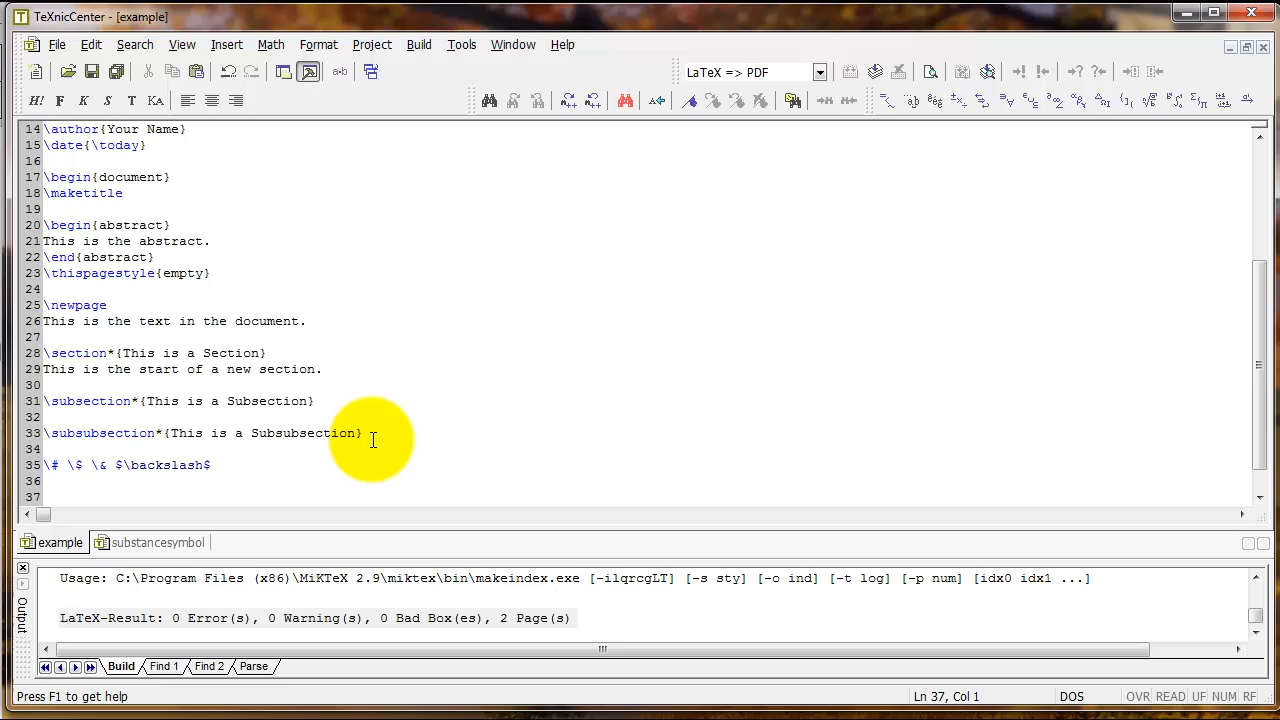 TeXnicCenter - [example]
File Edit Search View Insert Math Format Project Build Tools Window Help
LaTeX => PDF
14 \author{Your Name}
15 \date{\today}
16
17 \begin{document}
18 \maketitle
19
20 \begin{abstract}
21 This is the abstract.
22 \end{abstract}
23 \thispagestyle{empty}
24
25 \newpage
26 This is the text in the document.
27
28 \section*{This is a Section}
29 This is the start of a new section.
30
31 \subsection*{This is a Subsection}
32
33 \subsubsection*{This is a Subsubsection}
34
35 \# \$ \& $\backslash$
36
37
example substancesymbol
Output
Usage: C:\Program Files (x86)\MiKTeX 2.9\miktex\bin\makeindex.exe [-ilqrcgLT] [-s sty] [-o ind] [-t log] [-p num] [idx0 idx1 ...]
LaTeX-Result: 0 Error(s), 0 Warning(s), 0 Bad Box(es), 2 Page(s)
Build Find 1 Find 2 Parse
Press F1 to get help Ln 37, Col 1 DOS OVR READ UF NUM RF